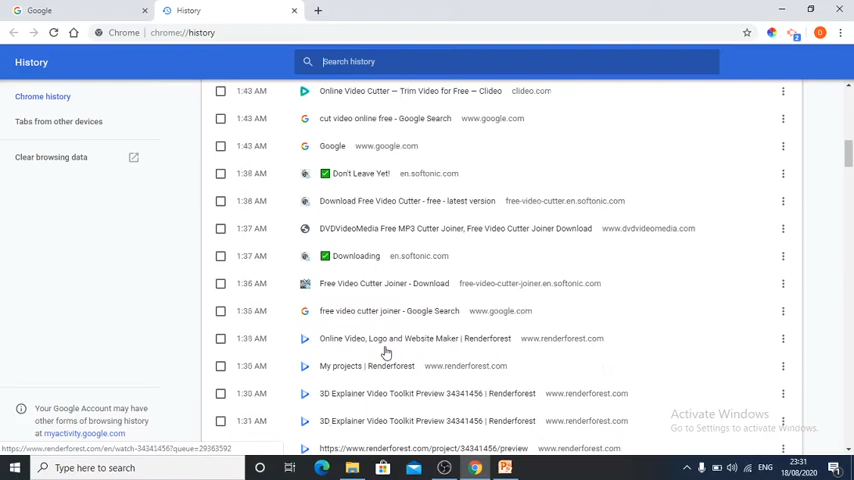 Google
History
Chrome | chrome://history
2
O
History
Search history
Chrome history
Tabs from other devices
Clear browsing data
1:43 AM Online Video Cutter — Trim Video for Free — Clideo clideo.com
1:43 AM cut video online free - Google Search www.google.com
1:43 AM Google www.google.com
1:38 AM ✅ Don't Leave Yet! en.softonic.com
1:38 AM Download Free Video Cutter - free - latest version free-video-cutter.en.softonic.com
1:37 AM DVDVideoMedia Free MP3 Cutter Joiner, Free Video Cutter Joiner Download www.dvdvideomedia.com
1:37 AM ✅ Downloading en.softonic.com
1:36 AM Free Video Cutter Joiner - Download free-video-cutter-joiner.en.softonic.com
1:35 AM free video cutter joiner - Google Search www.google.com
Online Video, Logo and Website Maker | Renderforest www.renderforest.com
My projects | Renderforest www.renderforest.com
3D Explainer Video Toolkit Preview 34341456 | Renderforest www.renderforest.com
1:31 AM 3D Explainer Video Toolkit Preview 34341456 | Renderforest www.renderforest.com
https://www.renderforest.com/project/34341456/preview www.renderforest.com
Your Google Account may have
other forms of browsing history
at myactivity.google.com
Activate Windows
Go to Settings to activate Windows.
https://www.renderforest.com/en/watch-34341456?queue=29363592
Type here to search
ENG
23:31
18/08/2020